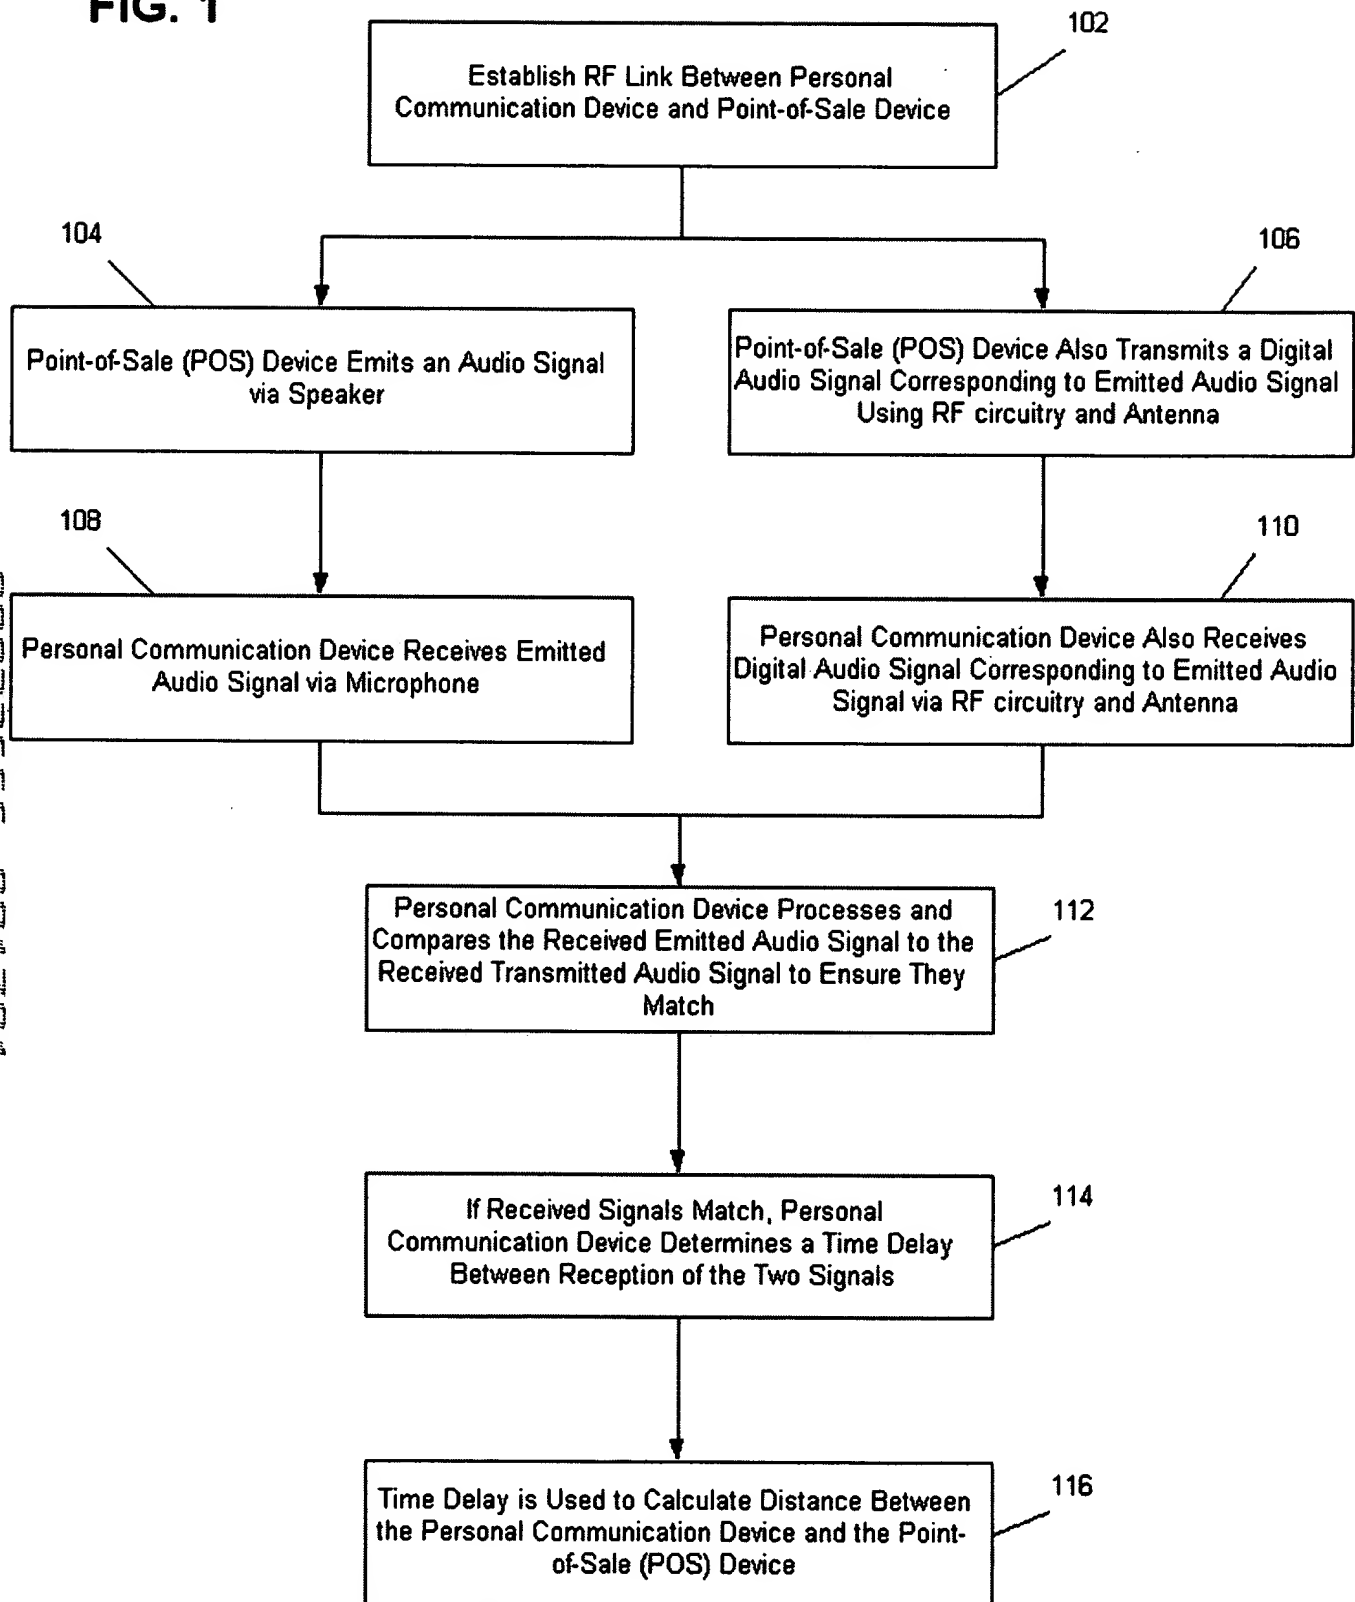 FIG. 1
102
Establish RF Link Between Personal
Communication Device and Point-of-Sale Device
104
106
Point-of-Sale (POS) Device Emits an Audio Signal
via Speaker
Point-of-Sale (POS) Device Also Transmits a Digital
Audio Signal Corresponding to Emitted Audio Signal
Using RF circuitry and Antenna
108
110
Personal Communication Device Receives Emitted
Audio Signal via Microphone
Personal Communication Device Also Receives
Digital Audio Signal Corresponding to Emitted Audio
Signal via RF circuitry and Antenna
112
Personal Communication Device Processes and
Compares the Received Emitted Audio Signal to the
Received Transmitted Audio Signal to Ensure They
Match
114
If Received Signals Match, Personal
Communication Device Determines a Time Delay
Between Reception of the Two Signals
116
Time Delay is Used to Calculate Distance Between
the Personal Communication Device and the Point-
of-Sale (POS) Device